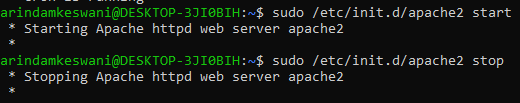 arindamkeswani@DESKTOP-3JI0BIH:~$ sudo /etc/init.d/apache2 start
 * Starting Apache httpd web server apache2
 *
arindamkeswani@DESKTOP-3JI0BIH:~$ sudo /etc/init.d/apache2 stop
 * Stopping Apache httpd web server apache2
 *